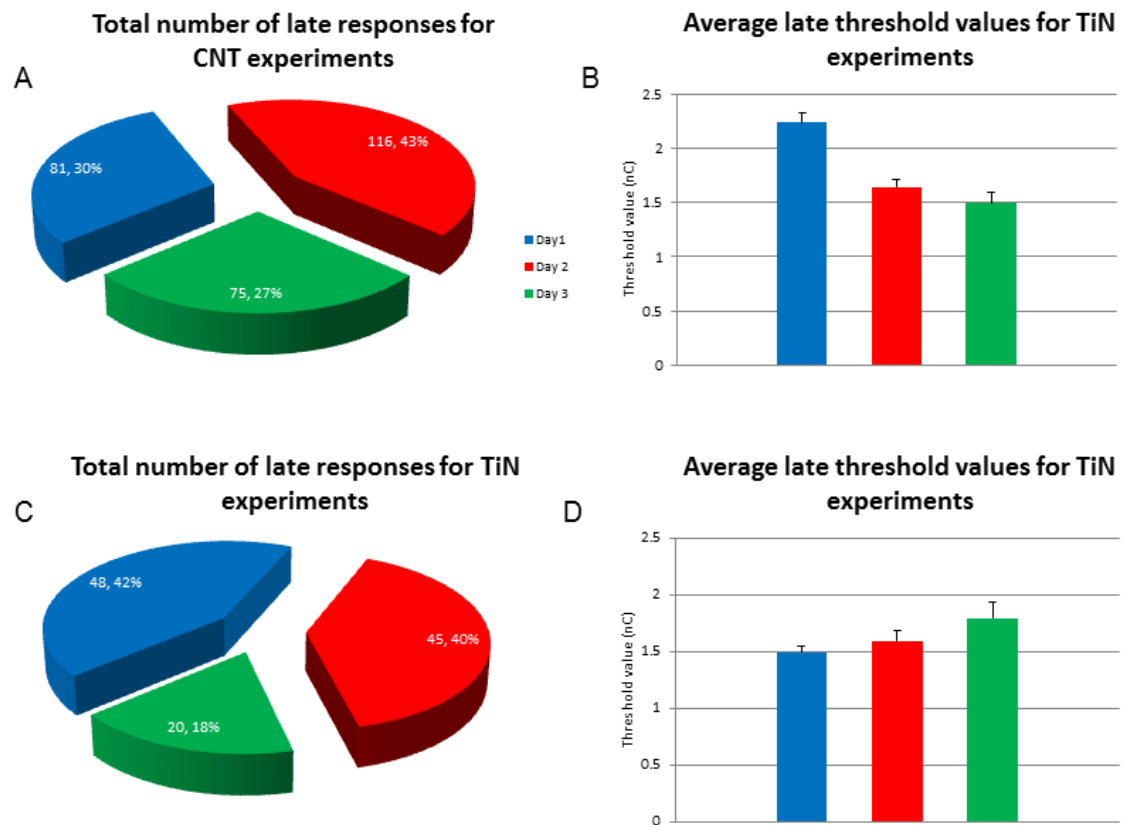 Total number of late responses for
CNT experiments
A
81, 30%
116, 43%
75, 27%
Day1
Day 2
Day 3
Average late threshold values for TiN
experiments
B
2.5
2
1.5
1
0.5
0
Threshold value (nC)
Total number of late responses for TiN
experiments
C
48, 42%
45, 40%
20, 18%
Average late threshold values for TiN
experiments
D
2.5
2
1.5
1
0.5
0
Threshold value (nC)